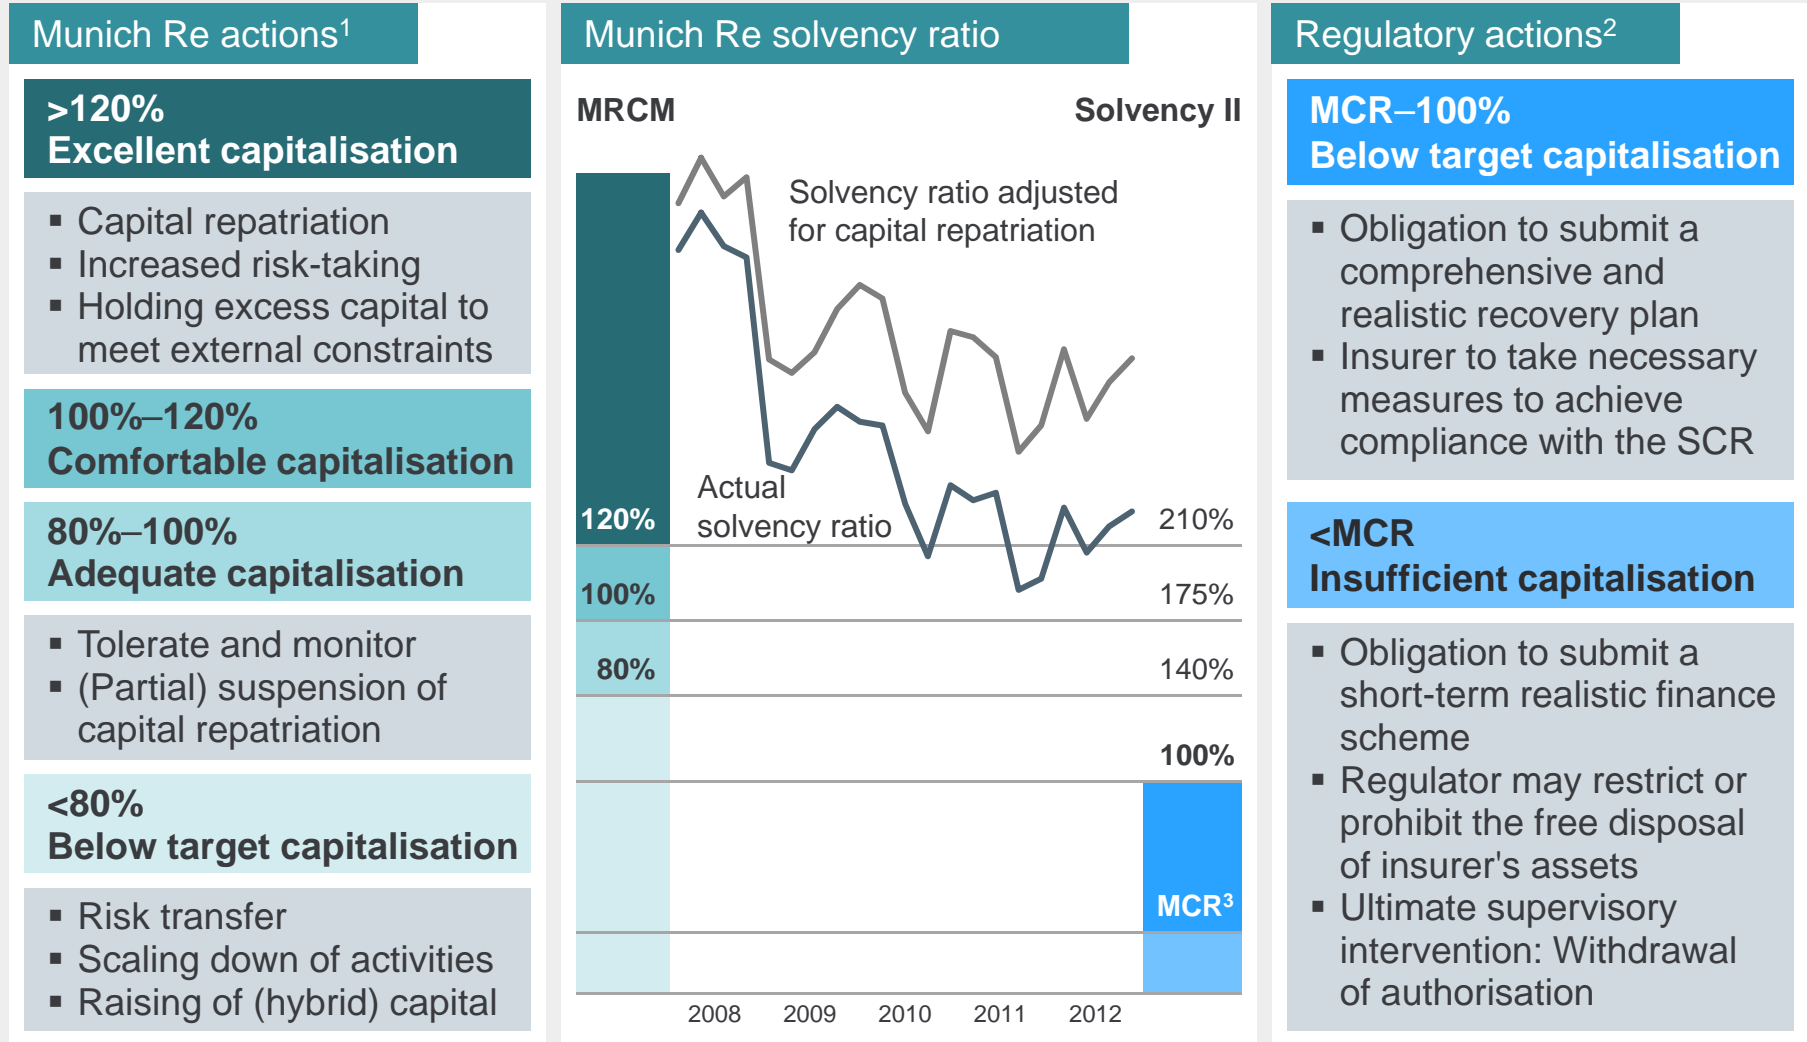 Munich Re actions1
>120%
Excellent capitalisation
▪ Capital repatriation
▪ Increased risk-taking
▪ Holding excess capital to
meet external constraints
100%–120%
Comfortable capitalisation
80%–100%
Adequate capitalisation
▪ Tolerate and monitor
▪ (Partial) suspension of
capital repatriation
<80%
Below target capitalisation
▪ Risk transfer
▪ Scaling down of activities
▪ Raising of (hybrid) capital
Munich Re solvency ratio
MRCM Solvency II
Solvency ratio adjusted
for capital repatriation
Actual
solvency ratio
120% 210%
100% 175%
80% 140%
100%
MCR3
2008 2009 2010 2011 2012
Regulatory actions2
MCR–100%
Below target capitalisation
▪ Obligation to submit a
comprehensive and
realistic recovery plan
▪ Insurer to take necessary
measures to achieve
compliance with the SCR
<MCR
Insufficient capitalisation
▪ Obligation to submit a
short-term realistic finance
scheme
▪ Regulator may restrict or
prohibit the free disposal
of insurer's assets
▪ Ultimate supervisory
intervention: Withdrawal
of authorisation